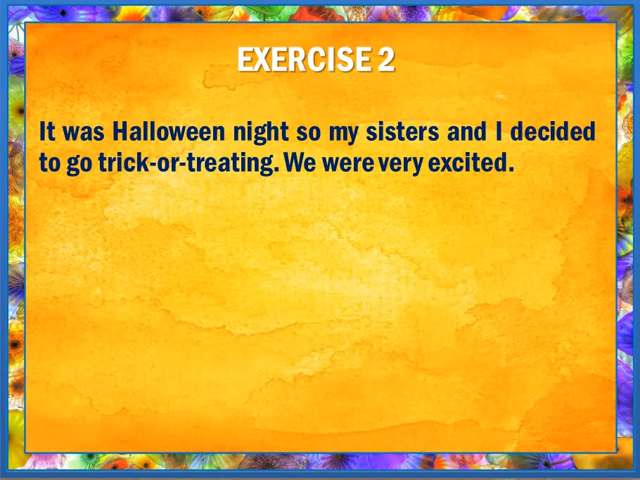 EXERCISE 2
It was Halloween night so my sisters and I decided
to go trick-or-treating. We were very excited.